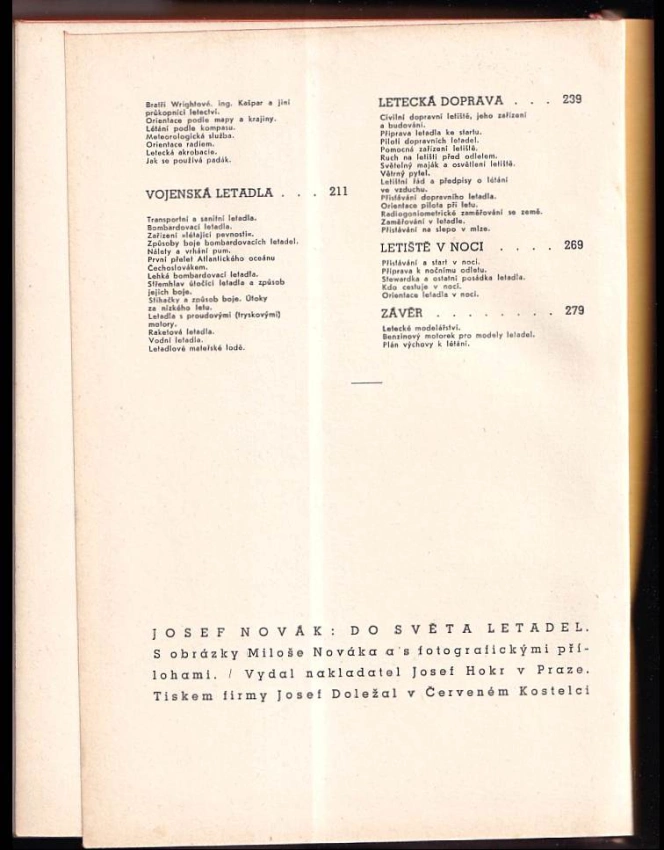 Bratří Wrightové, ing. Kašpar a jiní
průkopníci letectví.
Orientace podle mapy a krajiny.
Létání podle kompasu.
Meteorologická služba.
Orientace radiem.
Letecká akrobacie.
Jak se používá padák.
VOJENSKÁ LETADLA . . . 211
Transportní a sanitní letadla.
Bombardovací letadla.
Zařízení »létající pevnosti«.
Způsoby boje bombardovacích letadel.
Nálety a vrhání pum.
První přelet Atlantického oceánu
Čechoslovákem.
Lehká bombardovací letadla.
Střemhlav útočící letadla a způsob
jejich boje.
Stíhačky a způsob boje. Útoky
za nízkého letu.
Letadla s proudovými (tryskovými)
motory.
Raketová letadla.
Vodní letadla.
Letadlové mateřské lodě.
LETECKÁ DOPRAVA . . . 239
Civilní dopravní letiště, jeho zařízení
a budování.
Příprava letadla ke startu.
Piloti dopravních letadel.
Pomocná zařízení letiště.
Ruch na letišti před odletem.
Světelný maják a osvětlení letiště.
Větrný pytel.
Letištní řád a předpisy o létání
ve vzduchu.
Přistávání dopravního letadla.
Orientace pilota při letu.
Radiogoniometrické zaměřování se země.
Zaměřování v letadle.
Přistávání na slepo v mlze.
LETIŠTĚ V NOCI . . . . 269
Přistávání a start v noci.
Příprava k nočnímu odletu.
Stewardka a ostatní posádka letadla.
Kdo cestuje v noci.
Orientace letadla v noci.
ZÁVĚR . . . . . . . . 279
Letecké modelářství.
Benzinový motorek pro modely letadel.
Plán výchovy k létání.
JOSEF NOVÁK: DO SVĚTA LETADEL.
S obrázky Miloše Nováka a s fotografickými pří-
lohami. / Vydal nakladatel Josef Hokr v Praze.
Tiskem firmy Josef Doležal v Červeném Kostelci